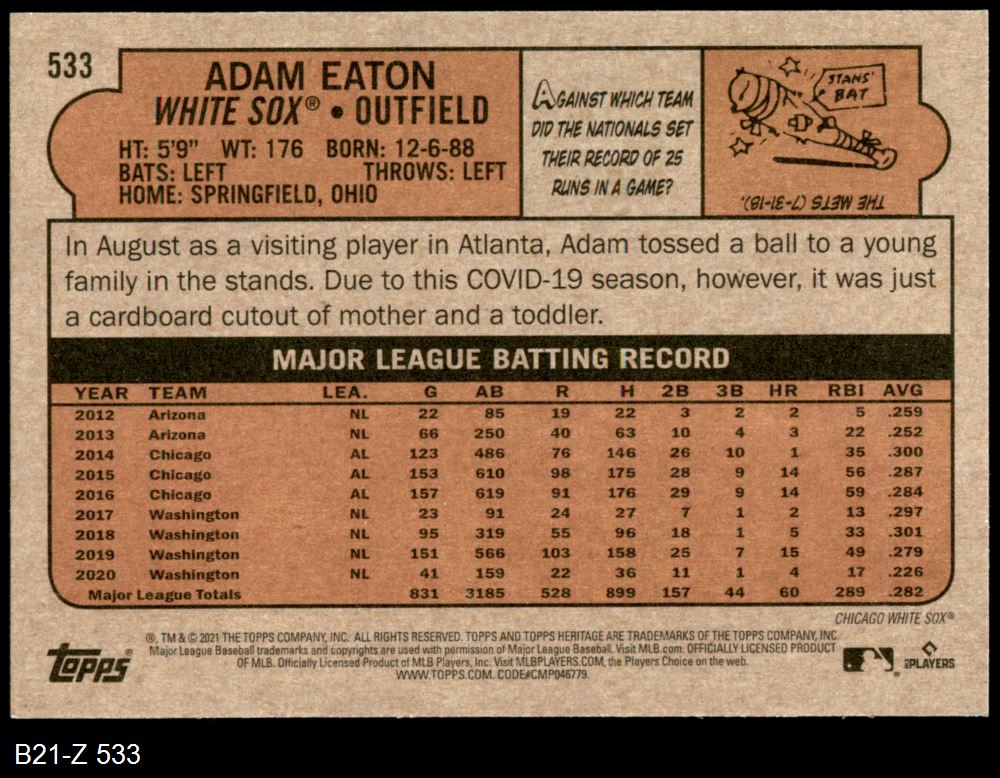 533
ADAM EATON
WHITE SOX® • OUTFIELD
HT: 5'9" WT: 176 BORN: 12-6-88
BATS: LEFT THROWS: LEFT
HOME: SPRINGFIELD, OHIO
AGAINST WHICH TEAM
DID THE NATIONALS SET
THEIR RECORD OF 25
RUNS IN A GAME?
STANS'
BAT
THE METS (7-31-18).
In August as a visiting player in Atlanta, Adam tossed a ball to a young
family in the stands. Due to this COVID-19 season, however, it was just
a cardboard cutout of mother and a toddler.
MAJOR LEAGUE BATTING RECORD
YEAR TEAM LEA. G AB R H 2B 3B HR RBI AVG
2012 Arizona NL 22 85 19 22 3 2 2 5 .259
2013 Arizona NL 66 250 40 63 10 4 3 22 .252
2014 Chicago AL 123 486 76 146 26 10 1 35 .300
2015 Chicago AL 153 610 98 175 28 9 14 56 .287
2016 Chicago AL 157 619 91 176 29 9 14 59 .284
2017 Washington NL 23 91 24 27 7 1 2 13 .297
2018 Washington NL 95 319 55 96 18 1 5 33 .301
2019 Washington NL 151 566 103 158 25 7 15 49 .279
2020 Washington NL 41 159 22 36 11 1 4 17 .226
Major League Totals 831 3185 528 899 157 44 60 289 .282
CHICAGO WHITE SOX®
®, TM & © 2021 THE TOPPS COMPANY, INC. ALL RIGHTS RESERVED. TOPPS AND TOPPS HERITAGE ARE TRADEMARKS OF THE TOPPS COMPANY, INC.
Major League Baseball trademarks and copyrights are used with permission of Major League Baseball. Visit MLB.com. OFFICIALLY LICENSED PRODUCT
OF MLB. Officially Licensed Product of MLB Players, Inc. Visit MLBPLAYERS.COM, the Players Choice on the web.
WWW.TOPPS.COM. CODE#CMP046779.
Topps®
MLB PLAYERS
B21-Z 533